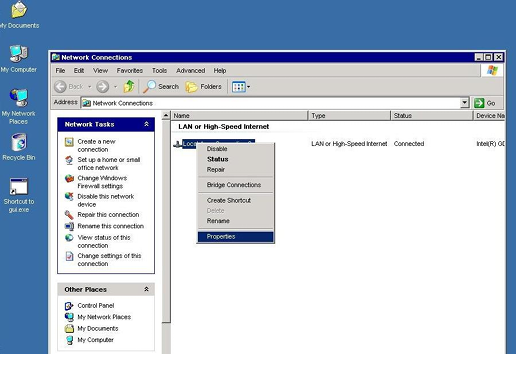 My Documents
My Computer
My Network
Places
Recycle Bin
Shortcut to
gui.exe
Network Connections
File Edit View Favorites Tools Advanced Help
Back Search Folders
Address Network Connections Go
Network Tasks
Create a new
connection
Set up a home or small
office network
Change Windows
Firewall settings
Disable this network
device
Repair this connection
Rename this connection
View status of this
connection
Change settings of this
connection
Other Places
Control Panel
My Network Places
My Documents
My Computer
Name Type Status Device Na
LAN or High-Speed Internet
LAN or High-Speed Internet Connected Intel(R)
Disable
Status
Repair
Bridge Connections
Create Shortcut
Delete
Rename
Properties